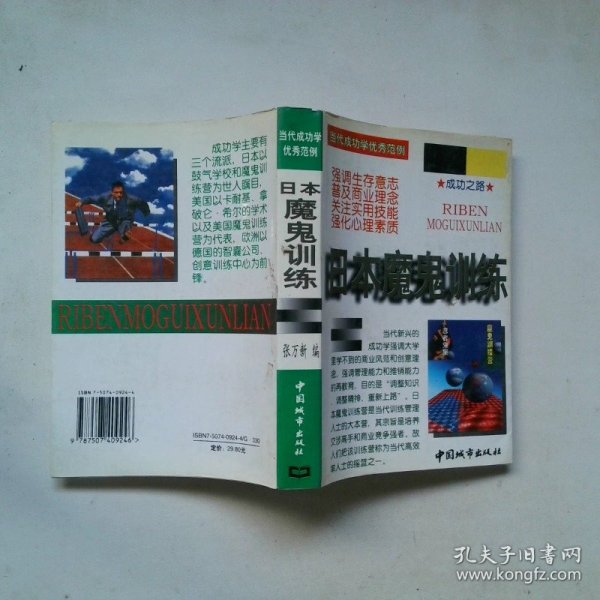 成功学主要有
三个流派，日本以
鼓气学校和魔鬼训
练营为世人瞩目，
美国以卡耐基、拿
破仑·希尔的学术
以及美国魔鬼训练
营为代表，欧洲以
德国的智囊公司、
创意训练中心为前
锋。
RIBENMOGUIXUNLIAN
ISBN 7-5074-0924-4
9 787507 409246 >
ISBN7-5074-0924-4/G·330
定价：29.80元
当代成功学
优秀范例
日本
魔鬼训练
张万新 编
中国城市出版社
当代成功学优秀范例
强调生存意志
普及商业理念
关注实用技能
强化心理素质
★成功之路★
RIBEN
MOGUIXUNLIAN
日本魔鬼训练
当代新兴的
成功学强调大学
里学不到的商业风范和创意理
念，强调管理能力和推销能力
的再教育，目的是“调整知识
、调整精神、重新上路”。日
本魔鬼训练营是当代训练管理
人士的大本营，其宗旨是培养
交涉高手和商业竞争强者，故
人们把该训练营称为当代高效
率人士的摇篮之一。
中国城市出版社
孔夫子旧书网
www.kongfz.com